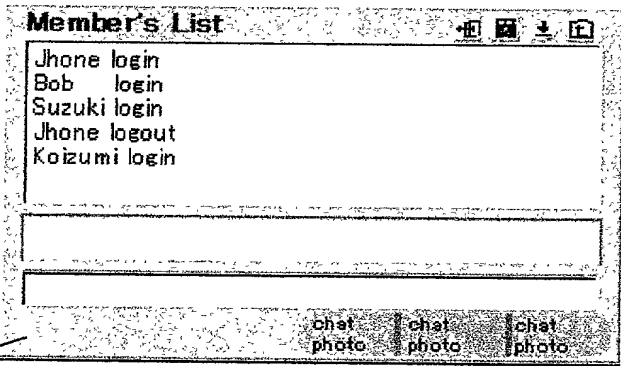 Member's List
Jhone login
Bob login
Suzuki login
Jhone logout
Koizumi login
chat chat chat
photo photo photo